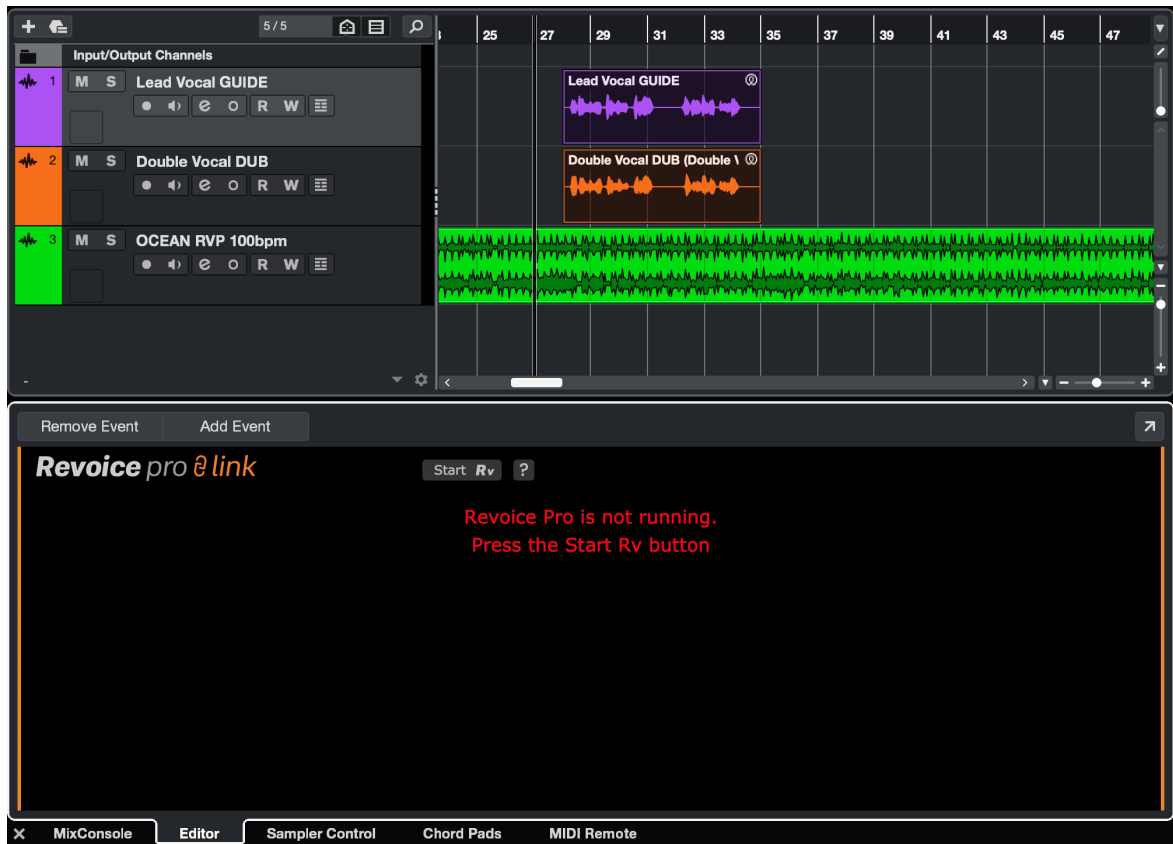 5 / 5
25 27 29 31 33 35 37 39 41 43 45 47
Input/Output Channels
1 M S Lead Vocal GUIDE
e R W
Lead Vocal GUIDE
2 M S Double Vocal DUB
e R W
Double Vocal DUB (Double \
3 M S OCEAN RVP 100bpm
e R W
Remove Event Add Event
Revoice pro link
Start Rv ?
Revoice Pro is not running.
Press the Start Rv button
MixConsole Editor Sampler Control Chord Pads MIDI Remote